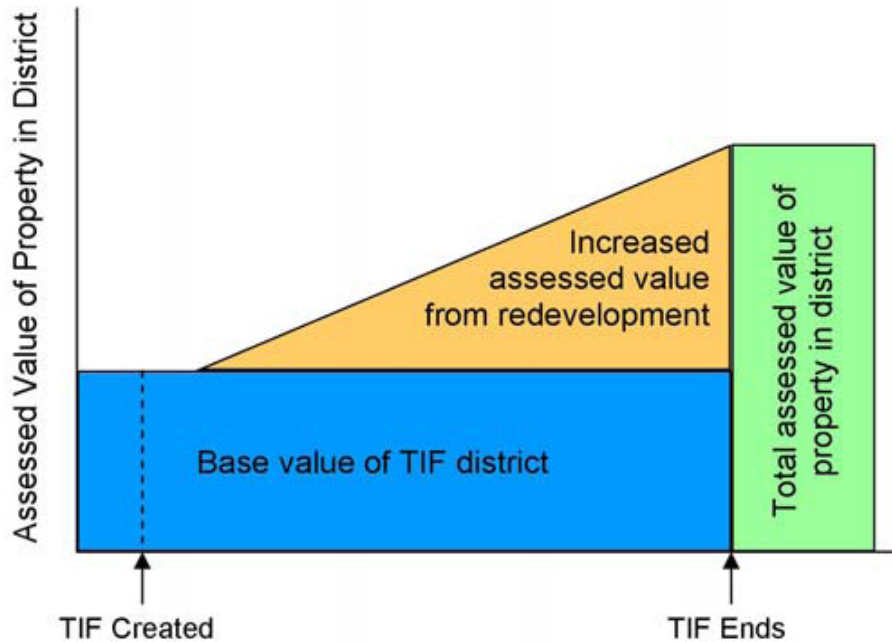 Assessed Value of Property in District
Increased
assessed value
from redevelopment
Base value of TIF district
Total assessed value of
property in district
TIF Created
TIF Ends